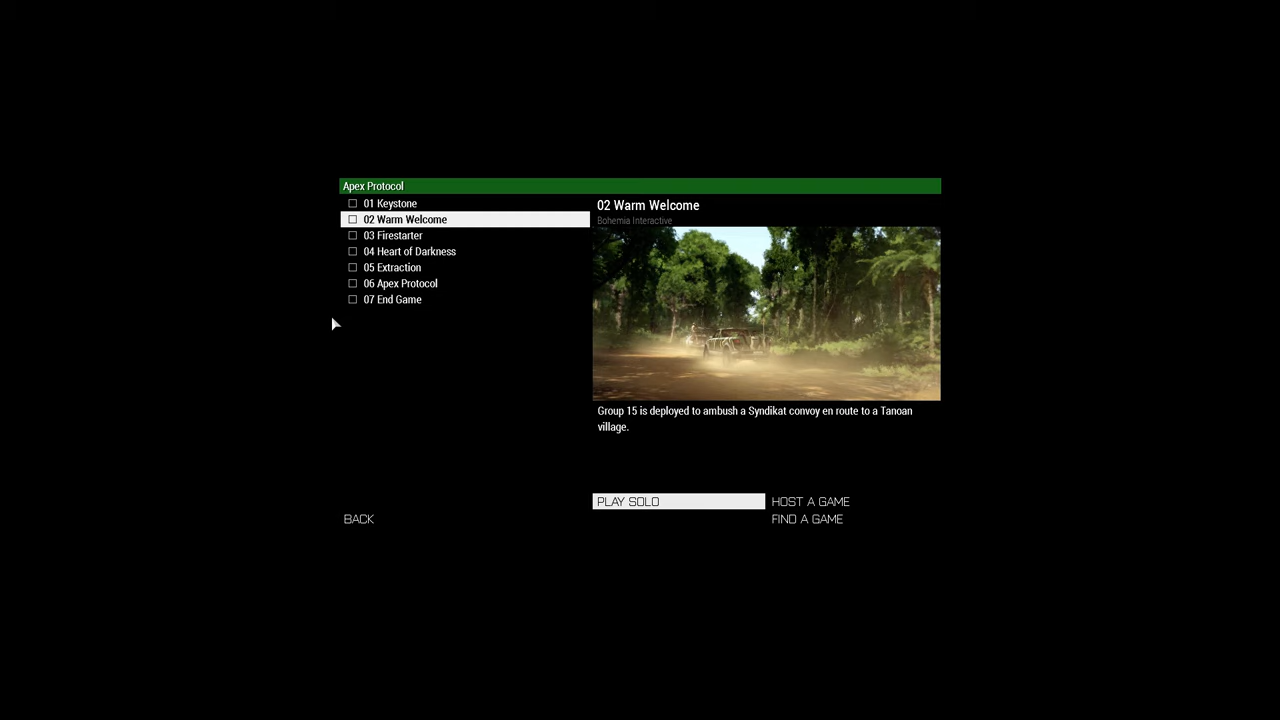 Apex Protocol
01 Keystone
02 Warm Welcome
03 Firestarter
04 Heart of Darkness
05 Extraction
06 Apex Protocol
07 End Game
02 Warm Welcome
Bohemia Interactive
Group 15 is deployed to ambush a Syndikat convoy en route to a Tanoan
village.
PLAY SOLO
HOST A GAME
BACK
FIND A GAME